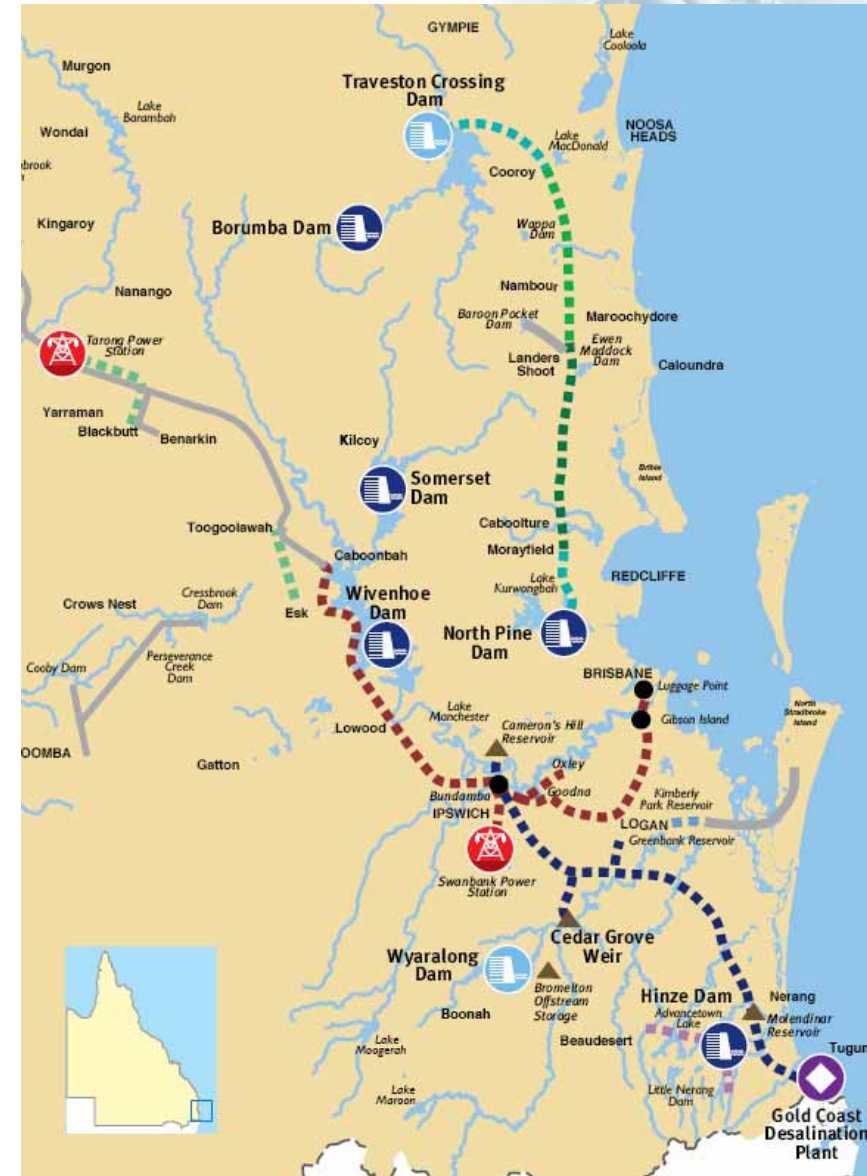 GYMPIE
Lake
Cooloola
Murgon
Traveston Crossing
Dam
Lake
Barambah
Wondai
NOOSA
HEADS
Lake
MacDonald
Cooroy
Kingaroy
Borumba Dam
Wappa
Dam
Nanango
Nambour
Baroon Pocket
Dam
Maroochydore
Tarong Power
Station
Ewen
Maddock
Dam
Landers
Shoot
Caloundra
Yarraman
Blackbutt
Benarkin
Kilcoy
Somerset
Dam
Bribie
Island
Toogoolawah
Caboolture
Morayfield
Caboonbah
Lake
Kurwongbah
REDCLIFFE
Cressbrook
Dam
Crows Nest
Esk
Wivenhoe
Dam
North Pine
Dam
Cooby Dam
Perseverance
Creek
Dam
BRISBANE
Luggage Point
Lake
Manchester
Cameron's Hill
Reservoir
Gibson Island
North
Stradbroke
Island
Lowood
OOMBA
Gatton
Oxley
Bundamba
Goodna
Kimberly
Park Reservoir
IPSWICH
LOGAN
Greenbank Reservoir
Swanbank Power
Station
Cedar Grove
Weir
Wyaralong
Dam
Bromelton
Offstream
Storage
Hinze Dam
Nerang
Advancetown
Lake
Molendinar
Reservoir
Boonah
Beaudesert
Lake
Moogerah
Tugun
Little Nerang
Dam
Lake
Maroon
Gold Coast
Desalination
Plant